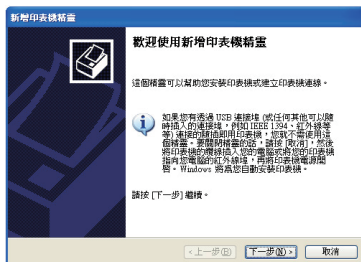 新增印表機精靈
歡迎使用新增印表機精靈
這個精靈可以幫助您安裝印表機或建立印表機連線。
如果您有透過 USB 連接埠 (或任何其他可以隨
時插入的連接埠，例如 IEEE 1394、紅外線等
等) 連接的隨插即用印表機，您就不需使用這
個精靈。要關閉精靈的話，請按 [取消]，然後
將印表機的纜線插入您的電腦或將您的印表機
指向您電腦的紅外線埠，再將印表機電源開
啓。Windows 將為您自動安裝印表機。
請按 [下一步] 繼續。
<上一步(B) 下一步(N)> 取消